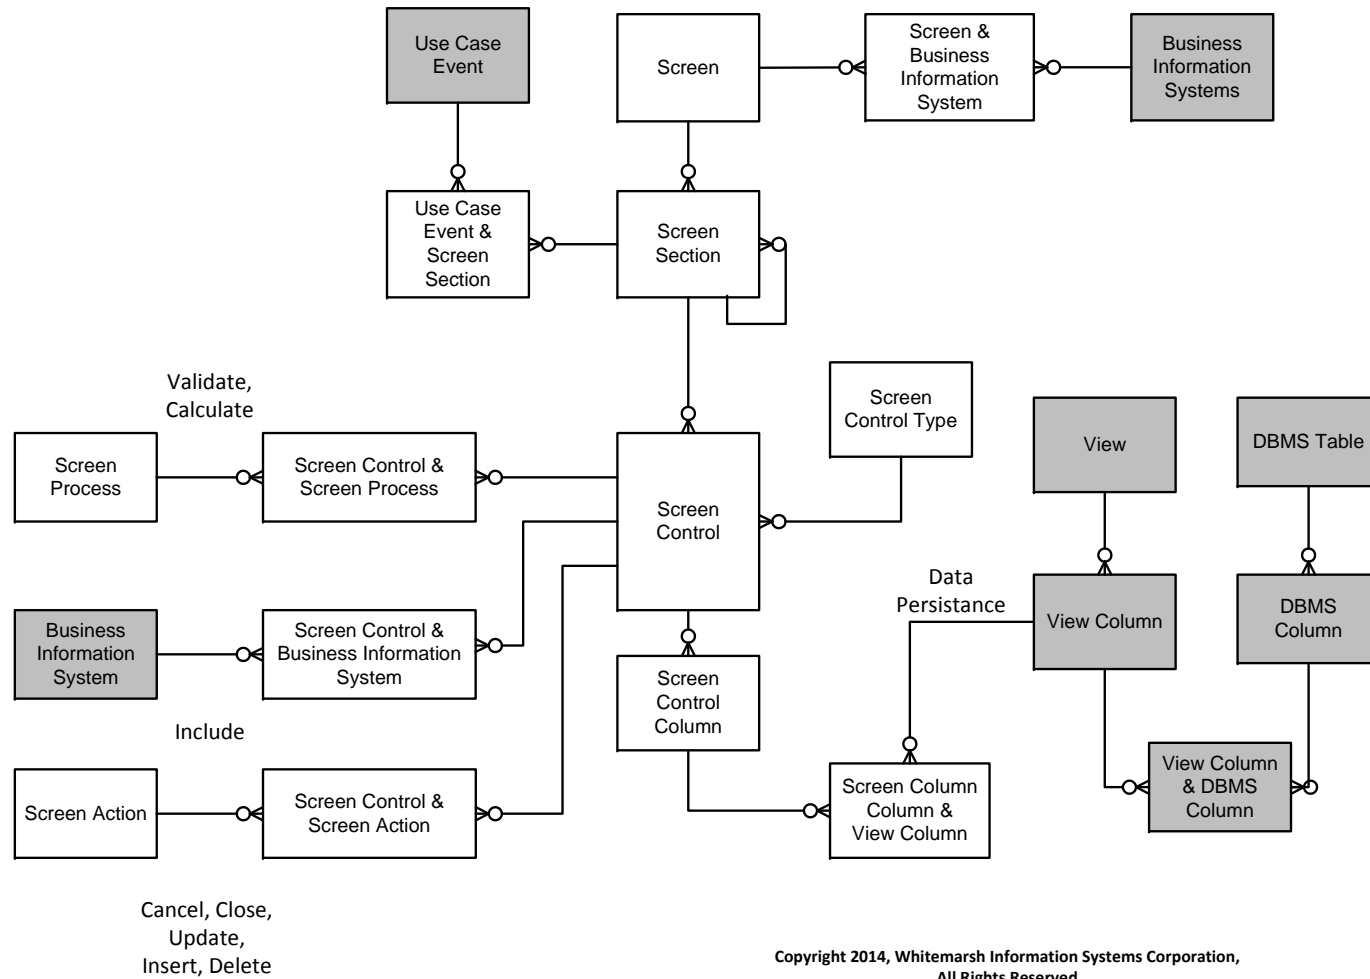 Use Case
Event
Screen
Screen &
Business
Information
System
Business
Information
Systems
Use Case
Event &
Screen
Section
Screen
Section
Validate,
Calculate
Screen
Control Type
View
DBMS Table
Screen
Process
Screen Control &
Screen Process
Screen
Control
Data
Persistance
View Column
DBMS
Column
Business
Information
System
Screen Control &
Business Information
System
Screen
Control
Column
Include
View Column
& DBMS
Column
Screen Action
Screen Control &
Screen Action
Screen Column
Column &
View Column
Cancel, Close,
Update,
Insert, Delete
Copyright 2014, Whitemarsh Information Systems Corporation,
All Rights Reserved